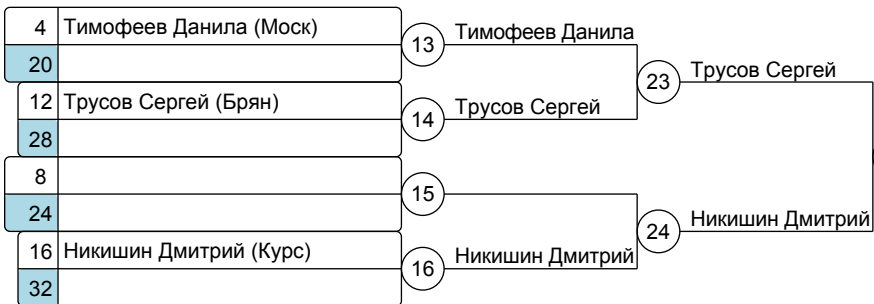 4 Тимофеев Данила (Моск)
13 Тимофеев Данила
20
23 Трусов Сергей
12 Трусов Сергей (Брян)
14 Трусов Сергей
28
8
15
24
24 Никишин Дмитрий
16 Никишин Дмитрий (Курс)
16 Никишин Дмитрий
32